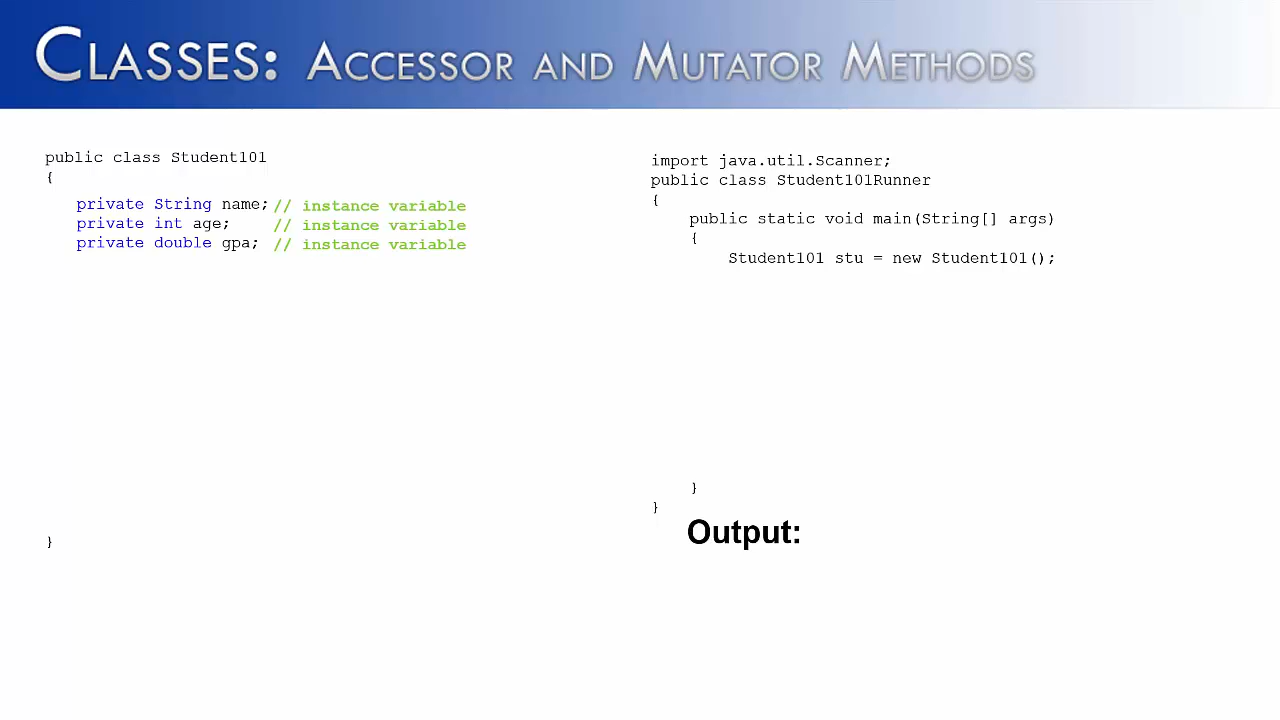 CLASSES: ACCESSOR AND MUTATOR METHODS
public class Student101
{
private String name; // instance variable
private int age; // instance variable
private double gpa; // instance variable
}
import java.util.Scanner;
public class Student101Runner
{
public static void main(String[] args)
{
Student101 stu = new Student101();
}
}
Output: